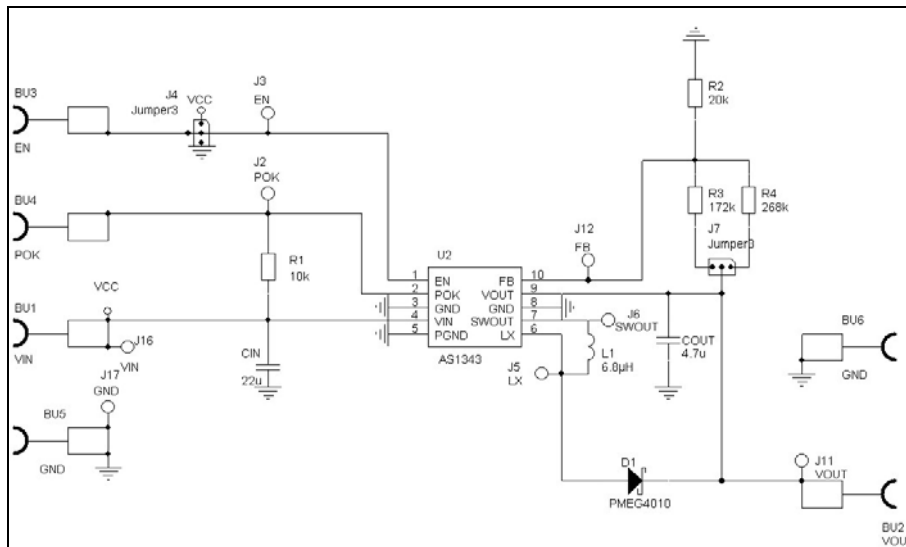 BU3
EN
J4
VCC
Jumper3
J3
EN
J2
POK
BU4
POK
R1
10k
VCC
BU1
VIN
J16
VIN
CIN
22u
J17
GND
BU5
GND
U2
1 EN FB 10
2 POK VOUT 9
3 GND GND 8
4 VIN SWOUT 7
5 PGND LX 6
AS1343
J12
FB
R2
20k
R3
172k
R4
268k
J7
Jumper3
J6
SWOUT
L1
6.8µH
J5
LX
COUT
4.7u
BU6
GND
D1
PMEG4010
J11
VOUT
BU2
VOU